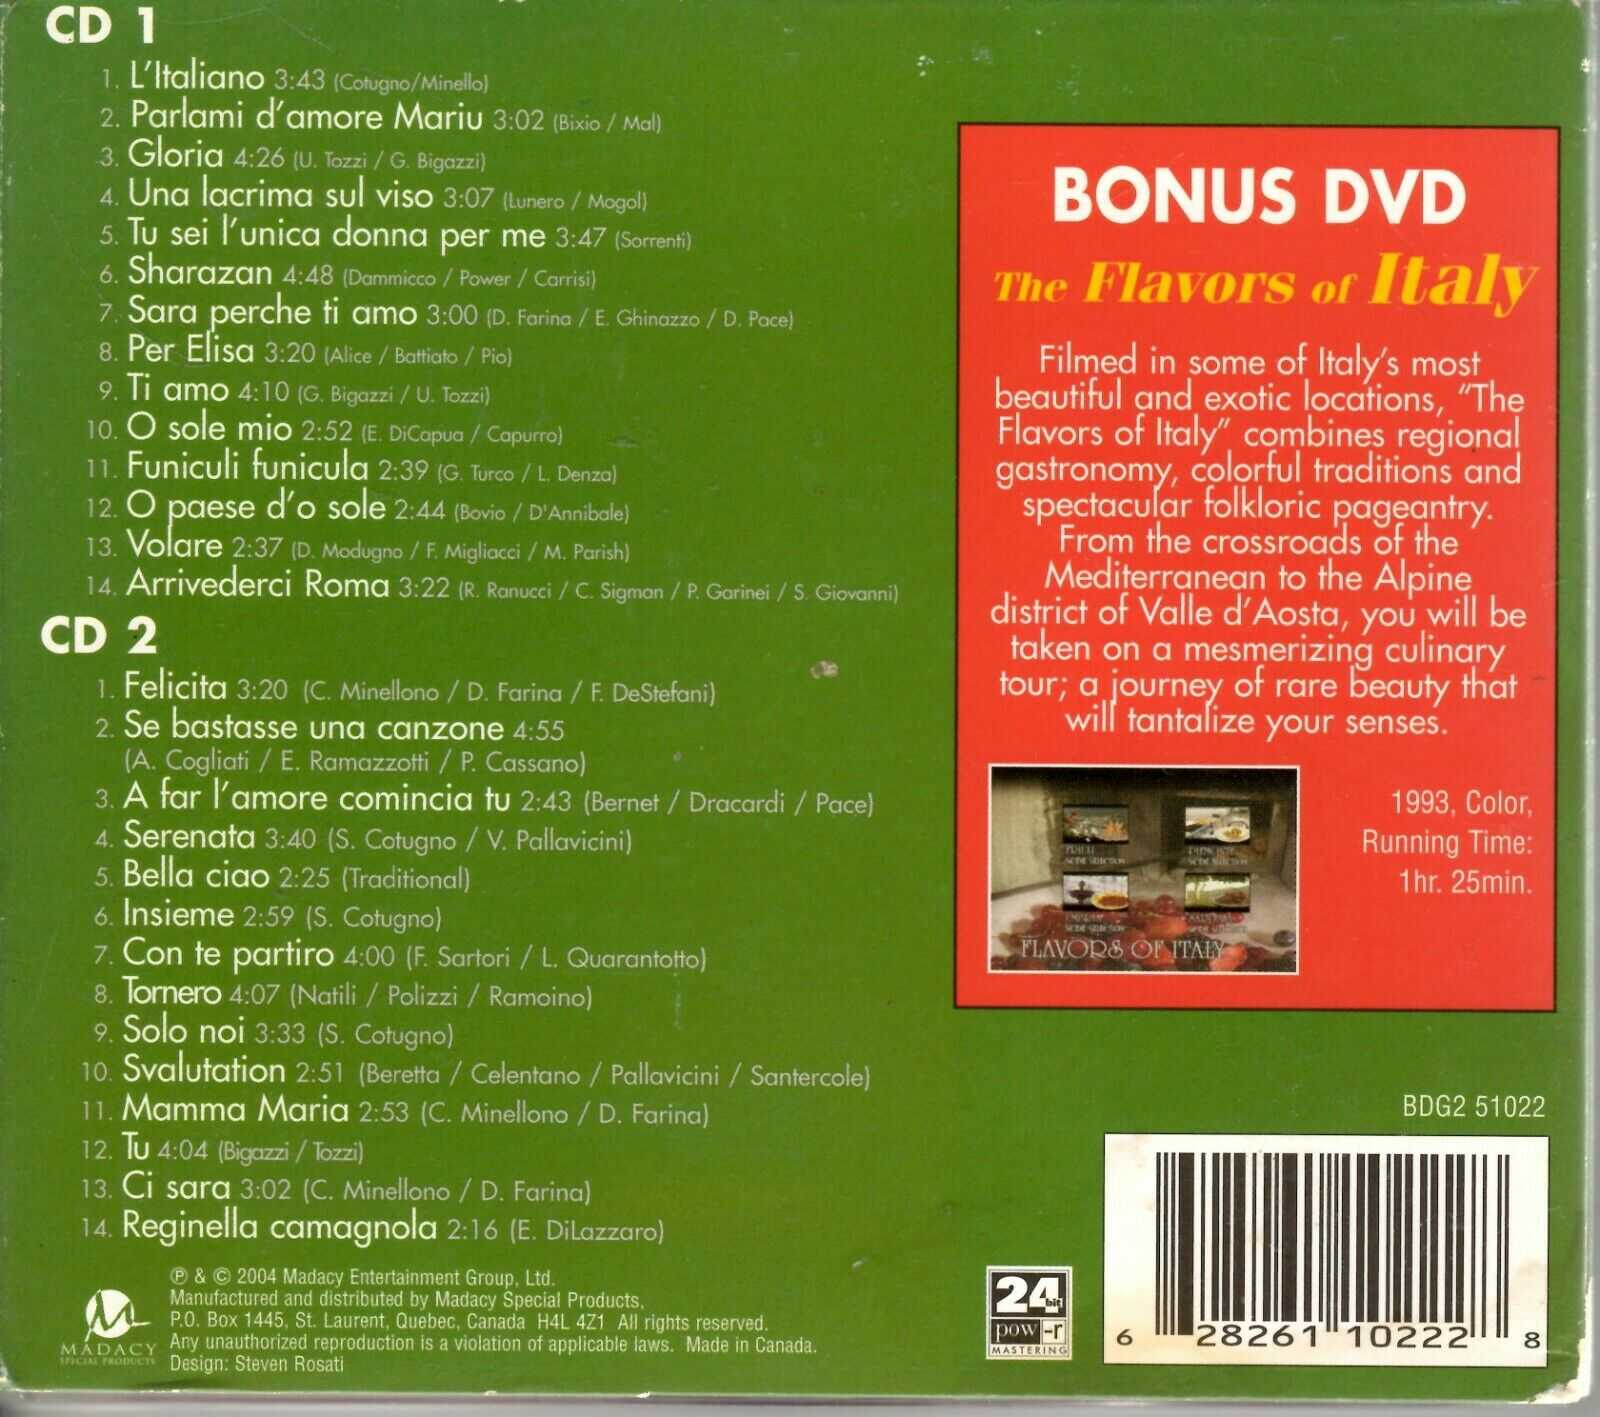 CD 1
1. L'Italiano 3:43 (Cotugno/Minello)
2. Parlami d'amore Mariu 3:02 (Bixio / Mal)
3. Gloria 4:26 (U. Tozzi / G. Bigazzi)
4. Una lacrima sul viso 3:07 (Lunero / Mogol)
5. Tu sei l'unica donna per me 3:47 (Sorrenti)
6. Sharazan 4:48 (Dammicco / Power / Carrisi)
7. Sara perche ti amo 3:00 (D. Farina / E. Ghinazzo / D. Pace)
8. Per Elisa 3:20 (Alice / Battiato / Pio)
9. Ti amo 4:10 (G. Bigazzi / U. Tozzi)
10. O sole mio 2:52 (E. DiCapua / Capurro)
11. Funiculi funicula 2:39 (G. Turco / L. Denza)
12. O paese d'o sole 2:44 (Bovio / D'Annibale)
13. Volare 2:37 (D. Modugno / F. Migliacci / M. Parish)
14. Arrivederci Roma 3:22 (R. Ranucci / C. Sigman / P. Garinei / S. Giovanni)
CD 2
1. Felicita 3:20 (C. Minellono / D. Farina / F. DeStefani)
2. Se bastasse una canzone 4:55
(A. Cogliati / E. Ramazzotti / P. Cassano)
3. A far l'amore comincia tu 2:43 (Bernet / Dracardi / Pace)
4. Serenata 3:40 (S. Cotugno / V. Pallavicini)
5. Bella ciao 2:25 (Traditional)
6. Insieme 2:59 (S. Cotugno)
7. Con te partiro 4:00 (F. Sartori / L. Quarantotto)
8. Tornero 4:07 (Natili / Polizzi / Ramoino)
9. Solo noi 3:33 (S. Cotugno)
10. Svalutation 2:51 (Beretta / Celentano / Pallavicini / Santercole)
11. Mamma Maria 2:53 (C. Minellono / D. Farina)
12. Tu 4:04 (Bigazzi / Tozzi)
13. Ci sara 3:02 (C. Minellono / D. Farina)
14. Reginella camagnola 2:16 (E. DiLazzaro)
MADACY
SPECIAL PRODUCTS
℗ & © 2004 Madacy Entertainment Group, Ltd.
Manufactured and distributed by Madacy Special Products,
P.O. Box 1445, St. Laurent, Quebec, Canada H4L 4Z1 All rights reserved.
Any unauthorized reproduction is a violation of applicable laws. Made in Canada.
Design: Steven Rosati
BONUS DVD
The Flavors of Italy
Filmed in some of Italy's most
beautiful and exotic locations, "The
Flavors of Italy" combines regional
gastronomy, colorful traditions and
spectacular folkloric pageantry.
From the crossroads of the
Mediterranean to the Alpine
district of Valle d'Aosta, you will be
taken on a mesmerizing culinary
tour; a journey of rare beauty that
will tantalize your senses.
FLAVORS OF ITALY
1993, Color,
Running Time:
1hr. 25min.
BDG2 51022
24 bit
pow-r
MASTERING
6 28261 10222 8